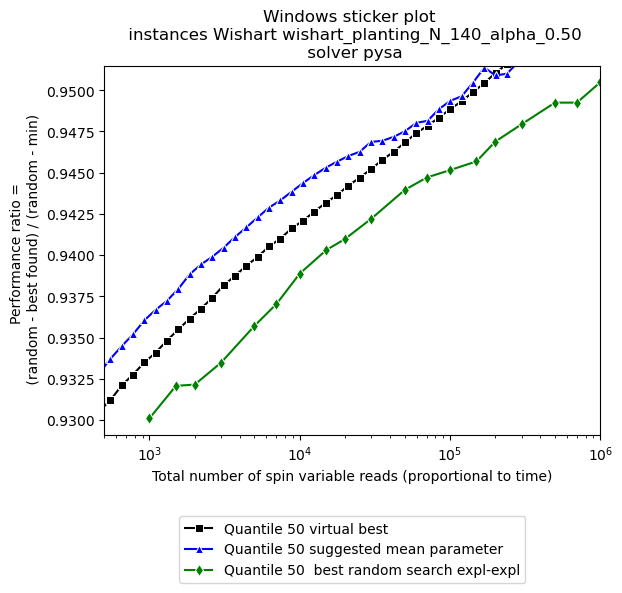 Windows sticker plot
instances Wishart wishart_planting_N_140_alpha_0.50
solver pysa
Performance ratio =
(random - best found) / (random - min)
0.9500
0.9475
0.9450
0.9425
0.9400
0.9375
0.9350
0.9325
0.9300
10³ 10⁴ 10⁵ 10⁶
Total number of spin variable reads (proportional to time)
Quantile 50 virtual best
Quantile 50 suggested mean parameter
Quantile 50  best random search expl-expl